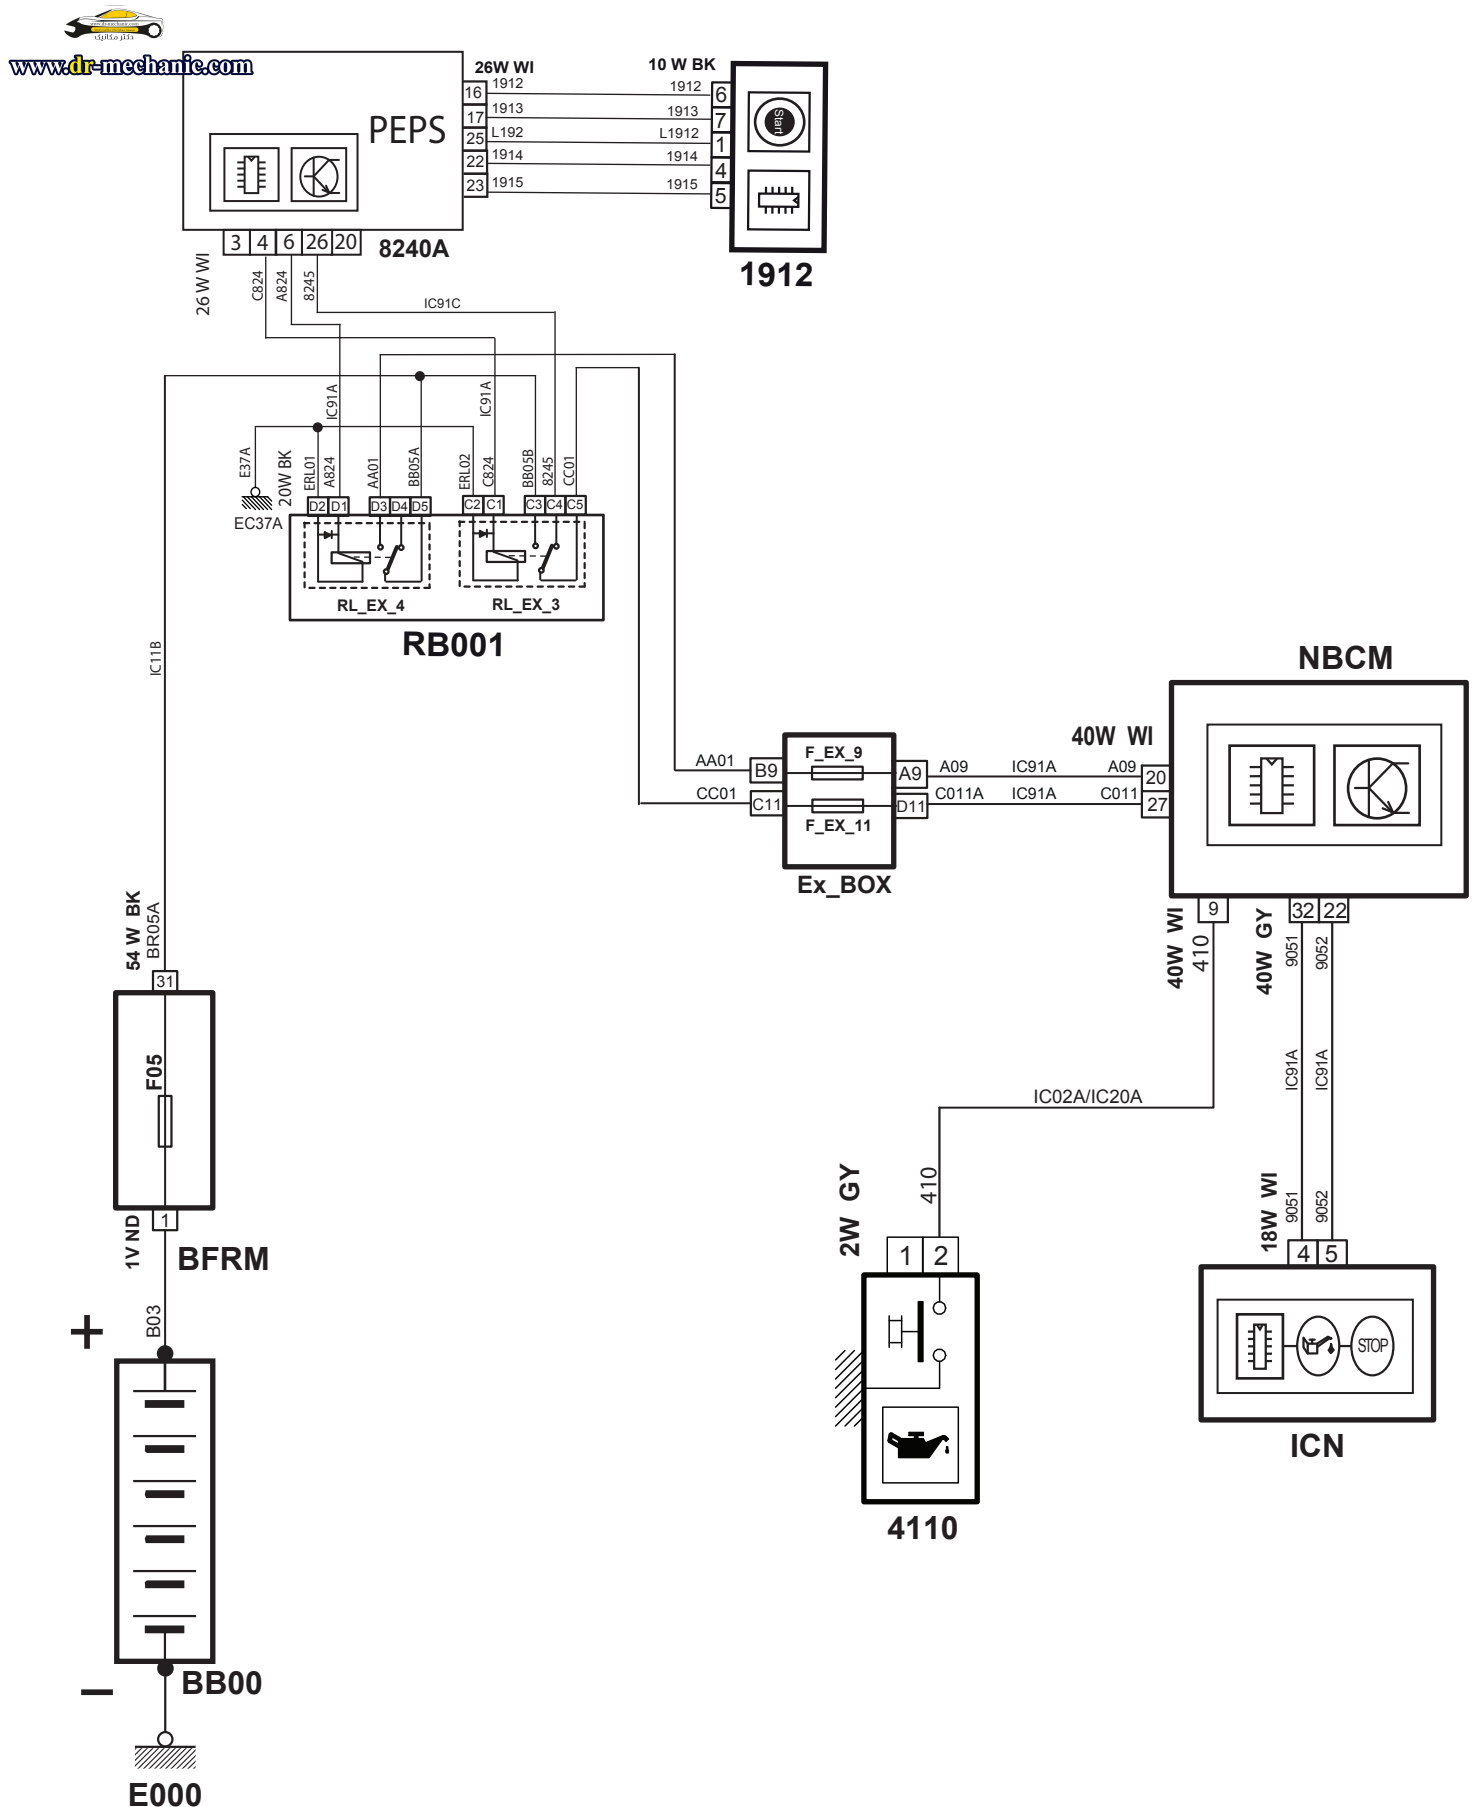 www.dr-mechanic.com
دکتر مکانیک
www.dr-mechanic.com
PEPS
26W WI
16 1912
17 1913
25 L192
22 1914
23 1915
10 W BK
1912 6
1913 7
L1912 1
1914 4
1915 5
Start
1912
3 4 6 26 20
8240A
26 W WI
C824
A824
8245
IC91C
IC91A
IC91A
E37A
EC37A
20W BK
ERL01
A824
AA01
BB05A
ERL02
C824
BB05B
8245
CC01
D2 D1 D3 D4 D5
C2 C1 C3 C4 C5
RL_EX_4
RL_EX_3
RB001
IC11B
NBCM
40W WI
AA01 B9
F_EX_9
A9 A09 IC91A A09 20
CC01 C11
D11 C011A IC91A C011 27
F_EX_11
Ex_BOX
54 W BK
BR05A
31
F05
1V ND
1
BFRM
B03
+
BB00
–
E000
9
40W WI
410
32 22
40W GY
9051
9052
IC91A
IC91A
IC02A/IC20A
2W GY
410
1 2
4110
18W WI
9051
9052
4 5
STOP
ICN